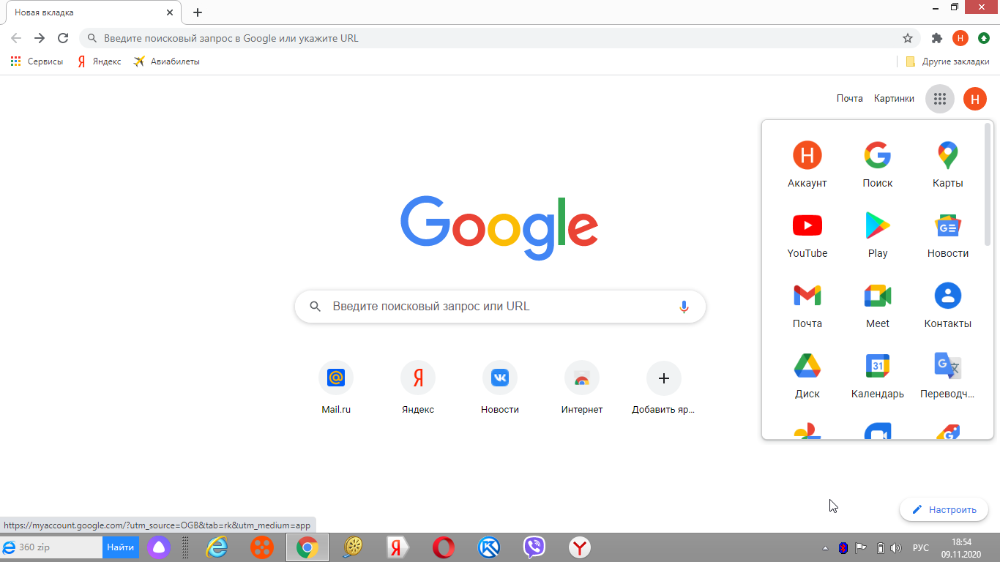 Новая вкладка
Введите поисковый запрос в Google или укажите URL
Н
Сервисы
Яндекс
Авиабилеты
Другие закладки
Почта
Картинки
Н
Н
Аккаунт
Поиск
Карты
YouTube
Play
Новости
Почта
Meet
Контакты
31
Диск
Календарь
Переводч...
Google
Введите поисковый запрос или URL
Mail.ru
Яндекс
Новости
Интернет
Добавить яр...
Настроить
https://myaccount.google.com/?utm_source=OGB&tab=rk&utm_medium=app
360 zip
Найти
РУС
18:54
09.11.2020